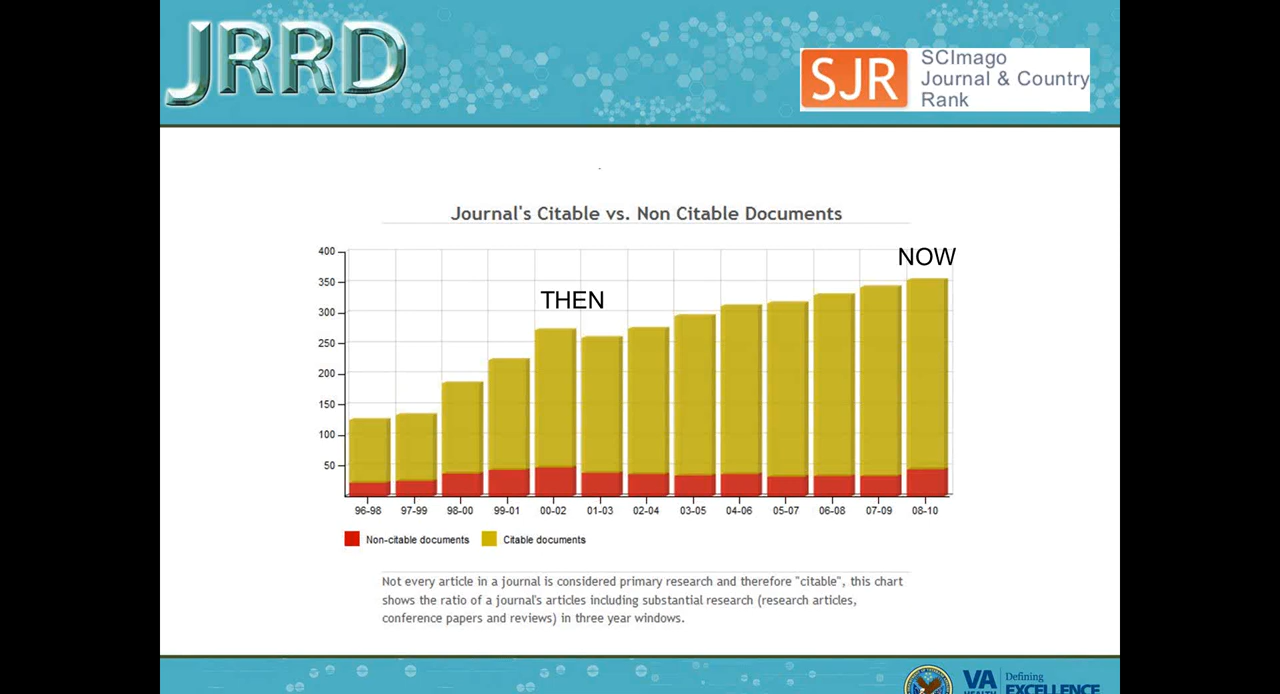 JRRD
SJR
SCImago
Journal & Country
Rank
Journal's Citable vs. Non Citable Documents
NOW
THEN
400
350
300
250
200
150
100
50
96-98 97-99 98-00 99-01 00-02 01-03 02-04 03-05 04-06 05-07 06-08 07-09 08-10
Non-citable documents Citable documents
Not every article in a journal is considered primary research and therefore "citable", this chart
shows the ratio of a journal's articles including substantial research (research articles,
conference papers and reviews) in three year windows.
VA Defining
HEALTH EXCELLENCE